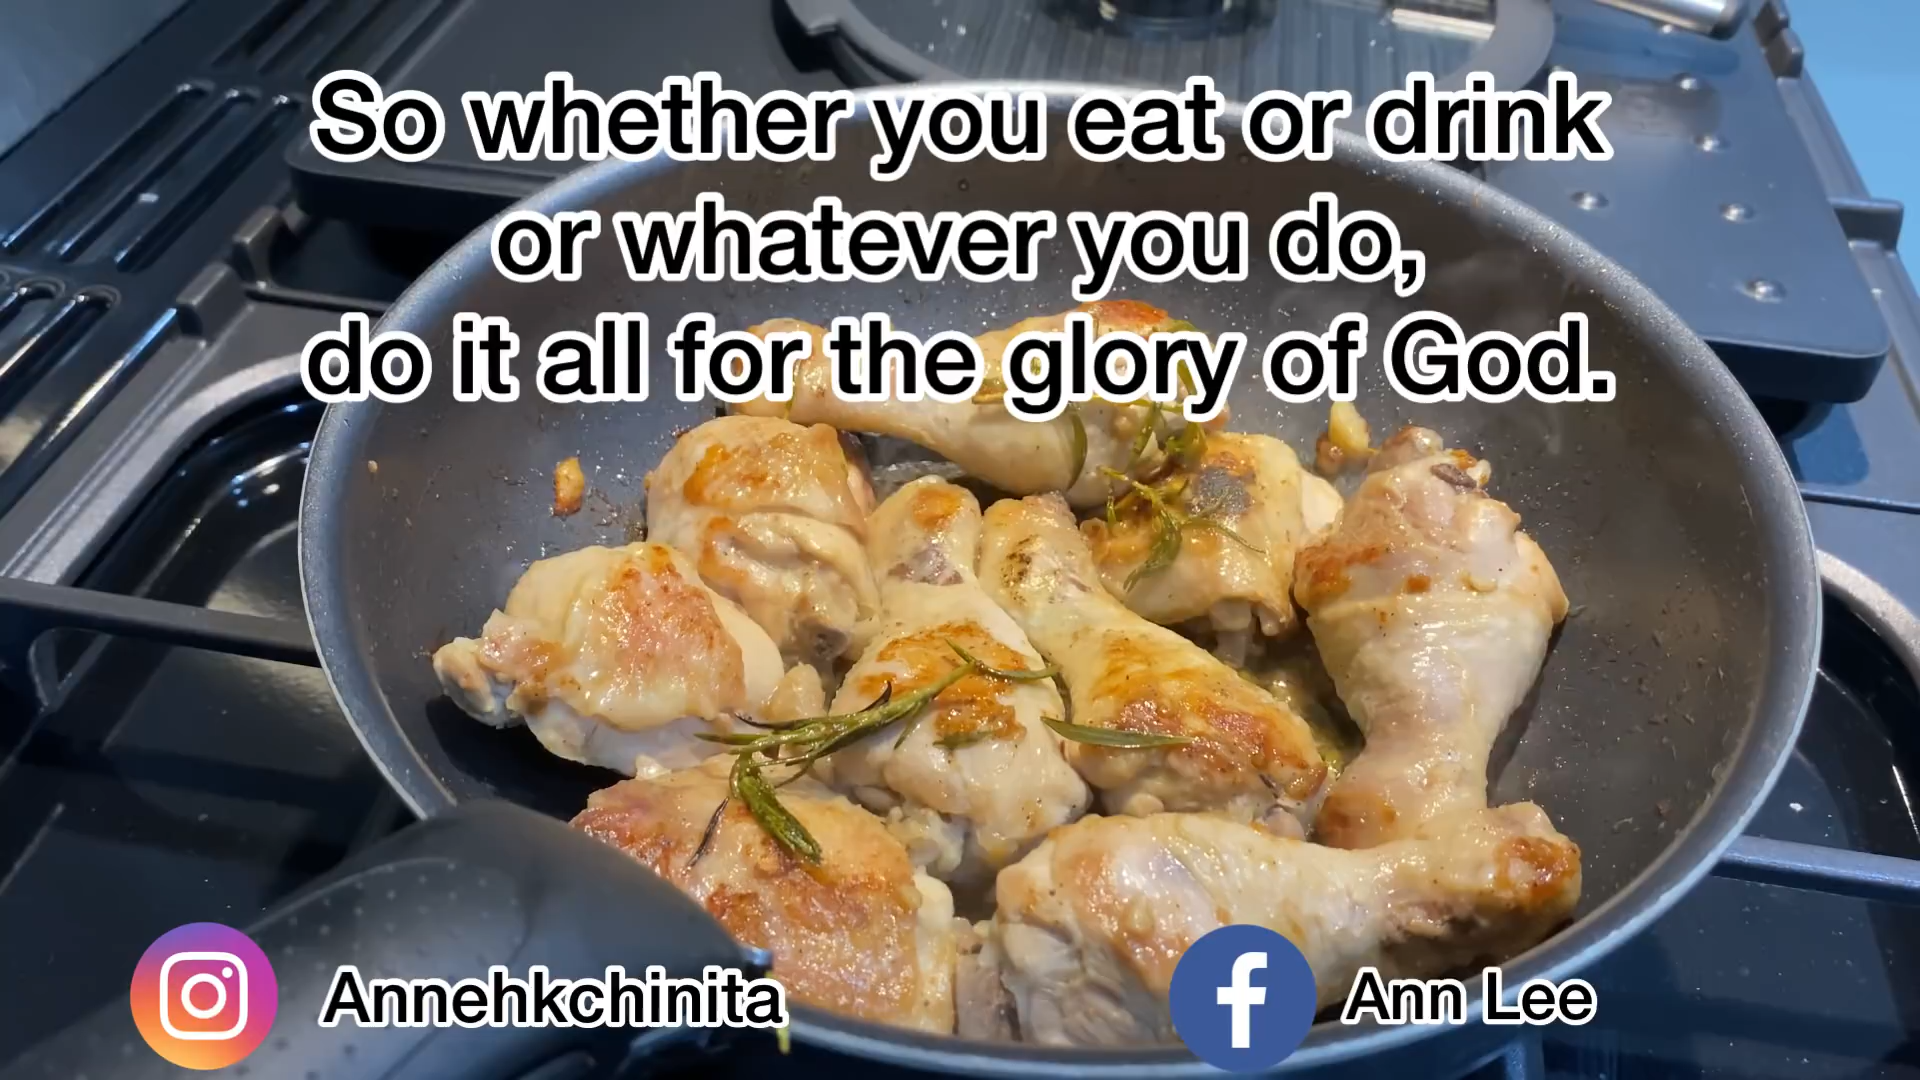 So whether you eat or drink
or whatever you do,
do it all for the glory of God.
Annehkchinita
Ann Lee